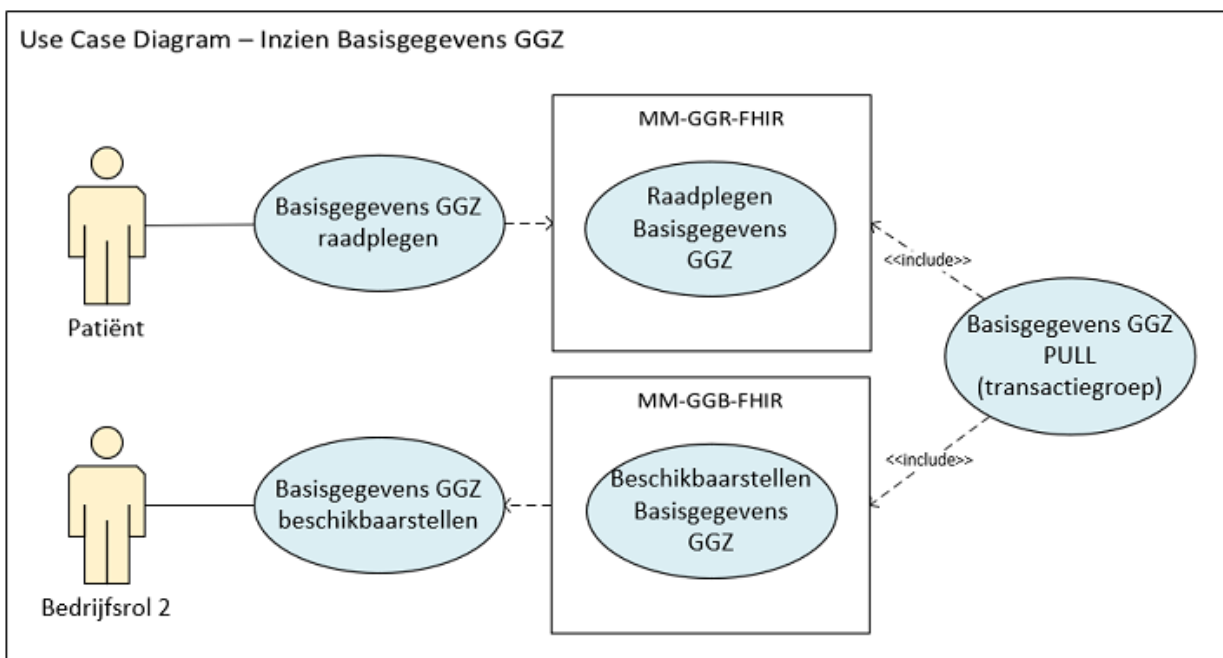 Use Case Diagram – Inzien Basisgegevens GGZ
MM-GGR-FHIR
Basisgegevens GGZ
raadplegen
Raadplegen
Basisgegevens
GGZ
<<include>>
Patiënt
Basisgegevens GGZ
PULL
(transactiegroep)
MM-GGB-FHIR
Basisgegevens GGZ
beschikbaarstellen
Beschikbaarstellen
Basisgegevens
GGZ
<<include>>
Bedrijfsrol 2